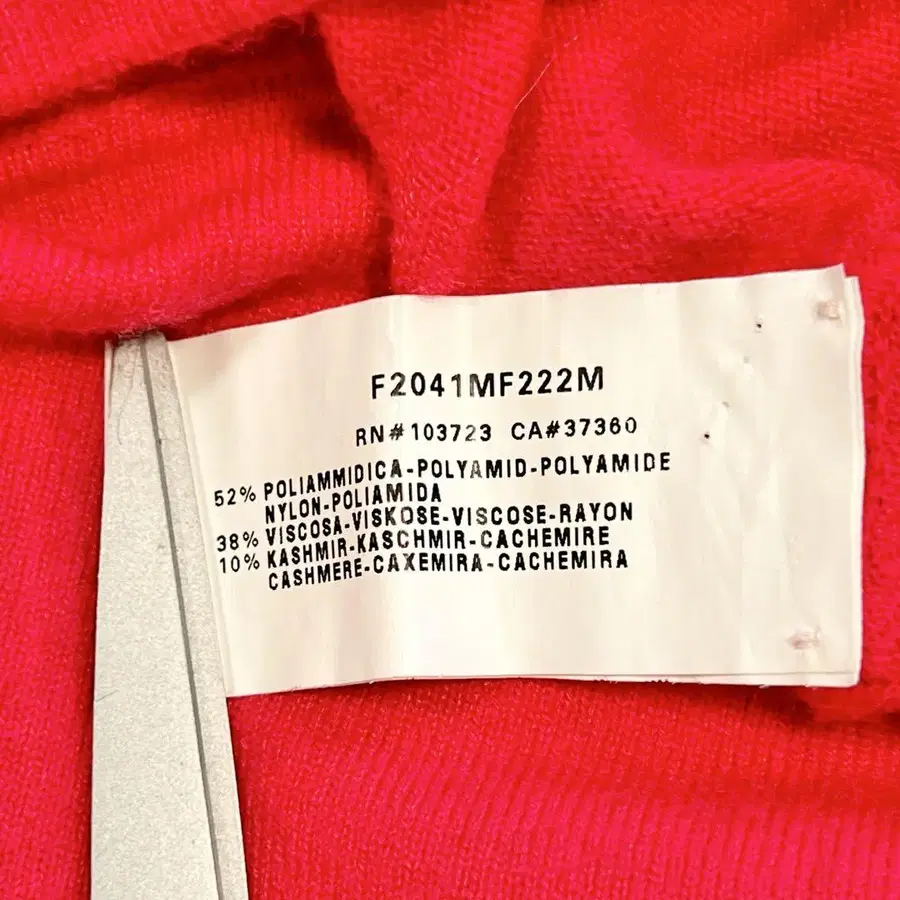 F2041MF222M
RN#103723 CA#37360
52% POLIAMMIDICA-POLYAMID-POLYAMIDE
NYLON-POLIAMIDA
38% VISCOSA-VISKOSE-VISCOSE-RAYON
10% KASHMIR-KASCHMIR-CACHEMIRE
CASHMERE-CAXEMIRA-CACHEMIRA